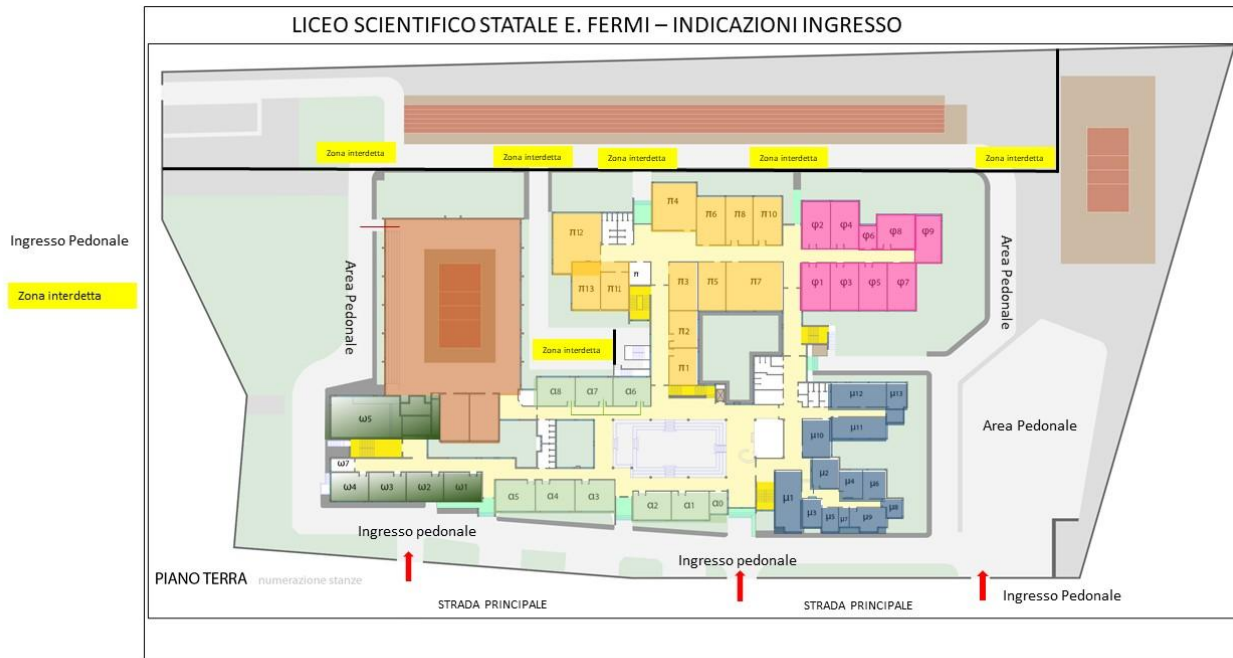 LICEO SCIENTIFICO STATALE E. FERMI – INDICAZIONI INGRESSO
Zona interdetta
Zona interdetta
Zona interdetta
Zona interdetta
Zona interdetta
Ingresso Pedonale
Zona interdetta
Area Pedonale
Area Pedonale
π4
π6
π8
π10
π12
φ2
φ4
φ6
φ8
φ9
π
π13
π11
π3
π5
π7
φ1
φ3
φ5
φ7
π2
Zona interdetta
π1
α8
α7
α6
μ12
μ13
ω5
μ10
μ11
Area Pedonale
ω7
μ2
μ4
μ6
ω4
ω3
ω2
ω1
α5
α4
α3
α2
α1
α0
μ1
μ3
μ5
μ7
μ9
μ8
Ingresso pedonale
Ingresso pedonale
PIANO TERRA numerazione stanze
Ingresso Pedonale
STRADA PRINCIPALE
STRADA PRINCIPALE